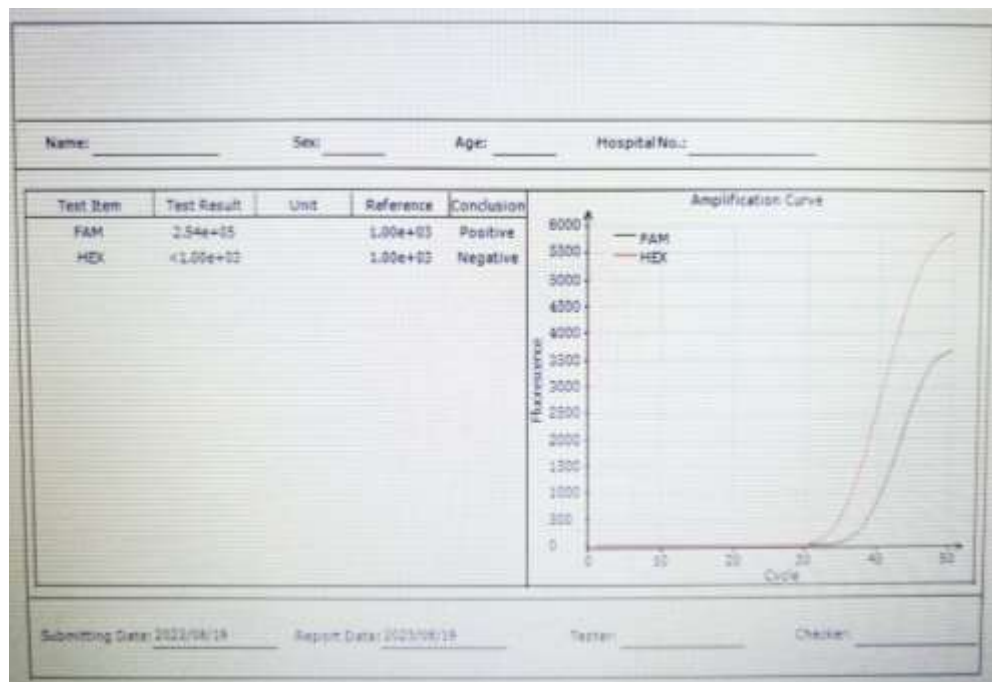 Name: Sex: Age: Hospital No.:
Test Item Test Result Unit Reference Conclusion
FAM 2.54e+05 1.00e+03 Positive
HEX <1.00e+03 1.00e+03 Negative
Amplification Curve
FAM
HEX
6000
5500
5000
4500
4000
3500
3000
2500
2000
1500
1000
500
0
Fluorescence
0 10 20 30 40 50
Cycle
Submitting Date: Report Date: Tester: Checker: